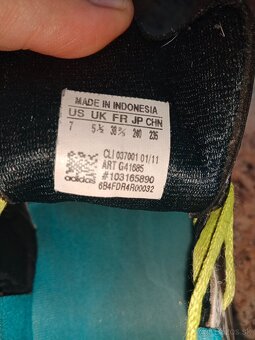 MADE IN INDONESIA
US UK FR JP CHN
7 5½ 38⅔ 240 235
CLI 037001 01/11
ART G41685
#103165890
6B4FDR4R00032
adidas